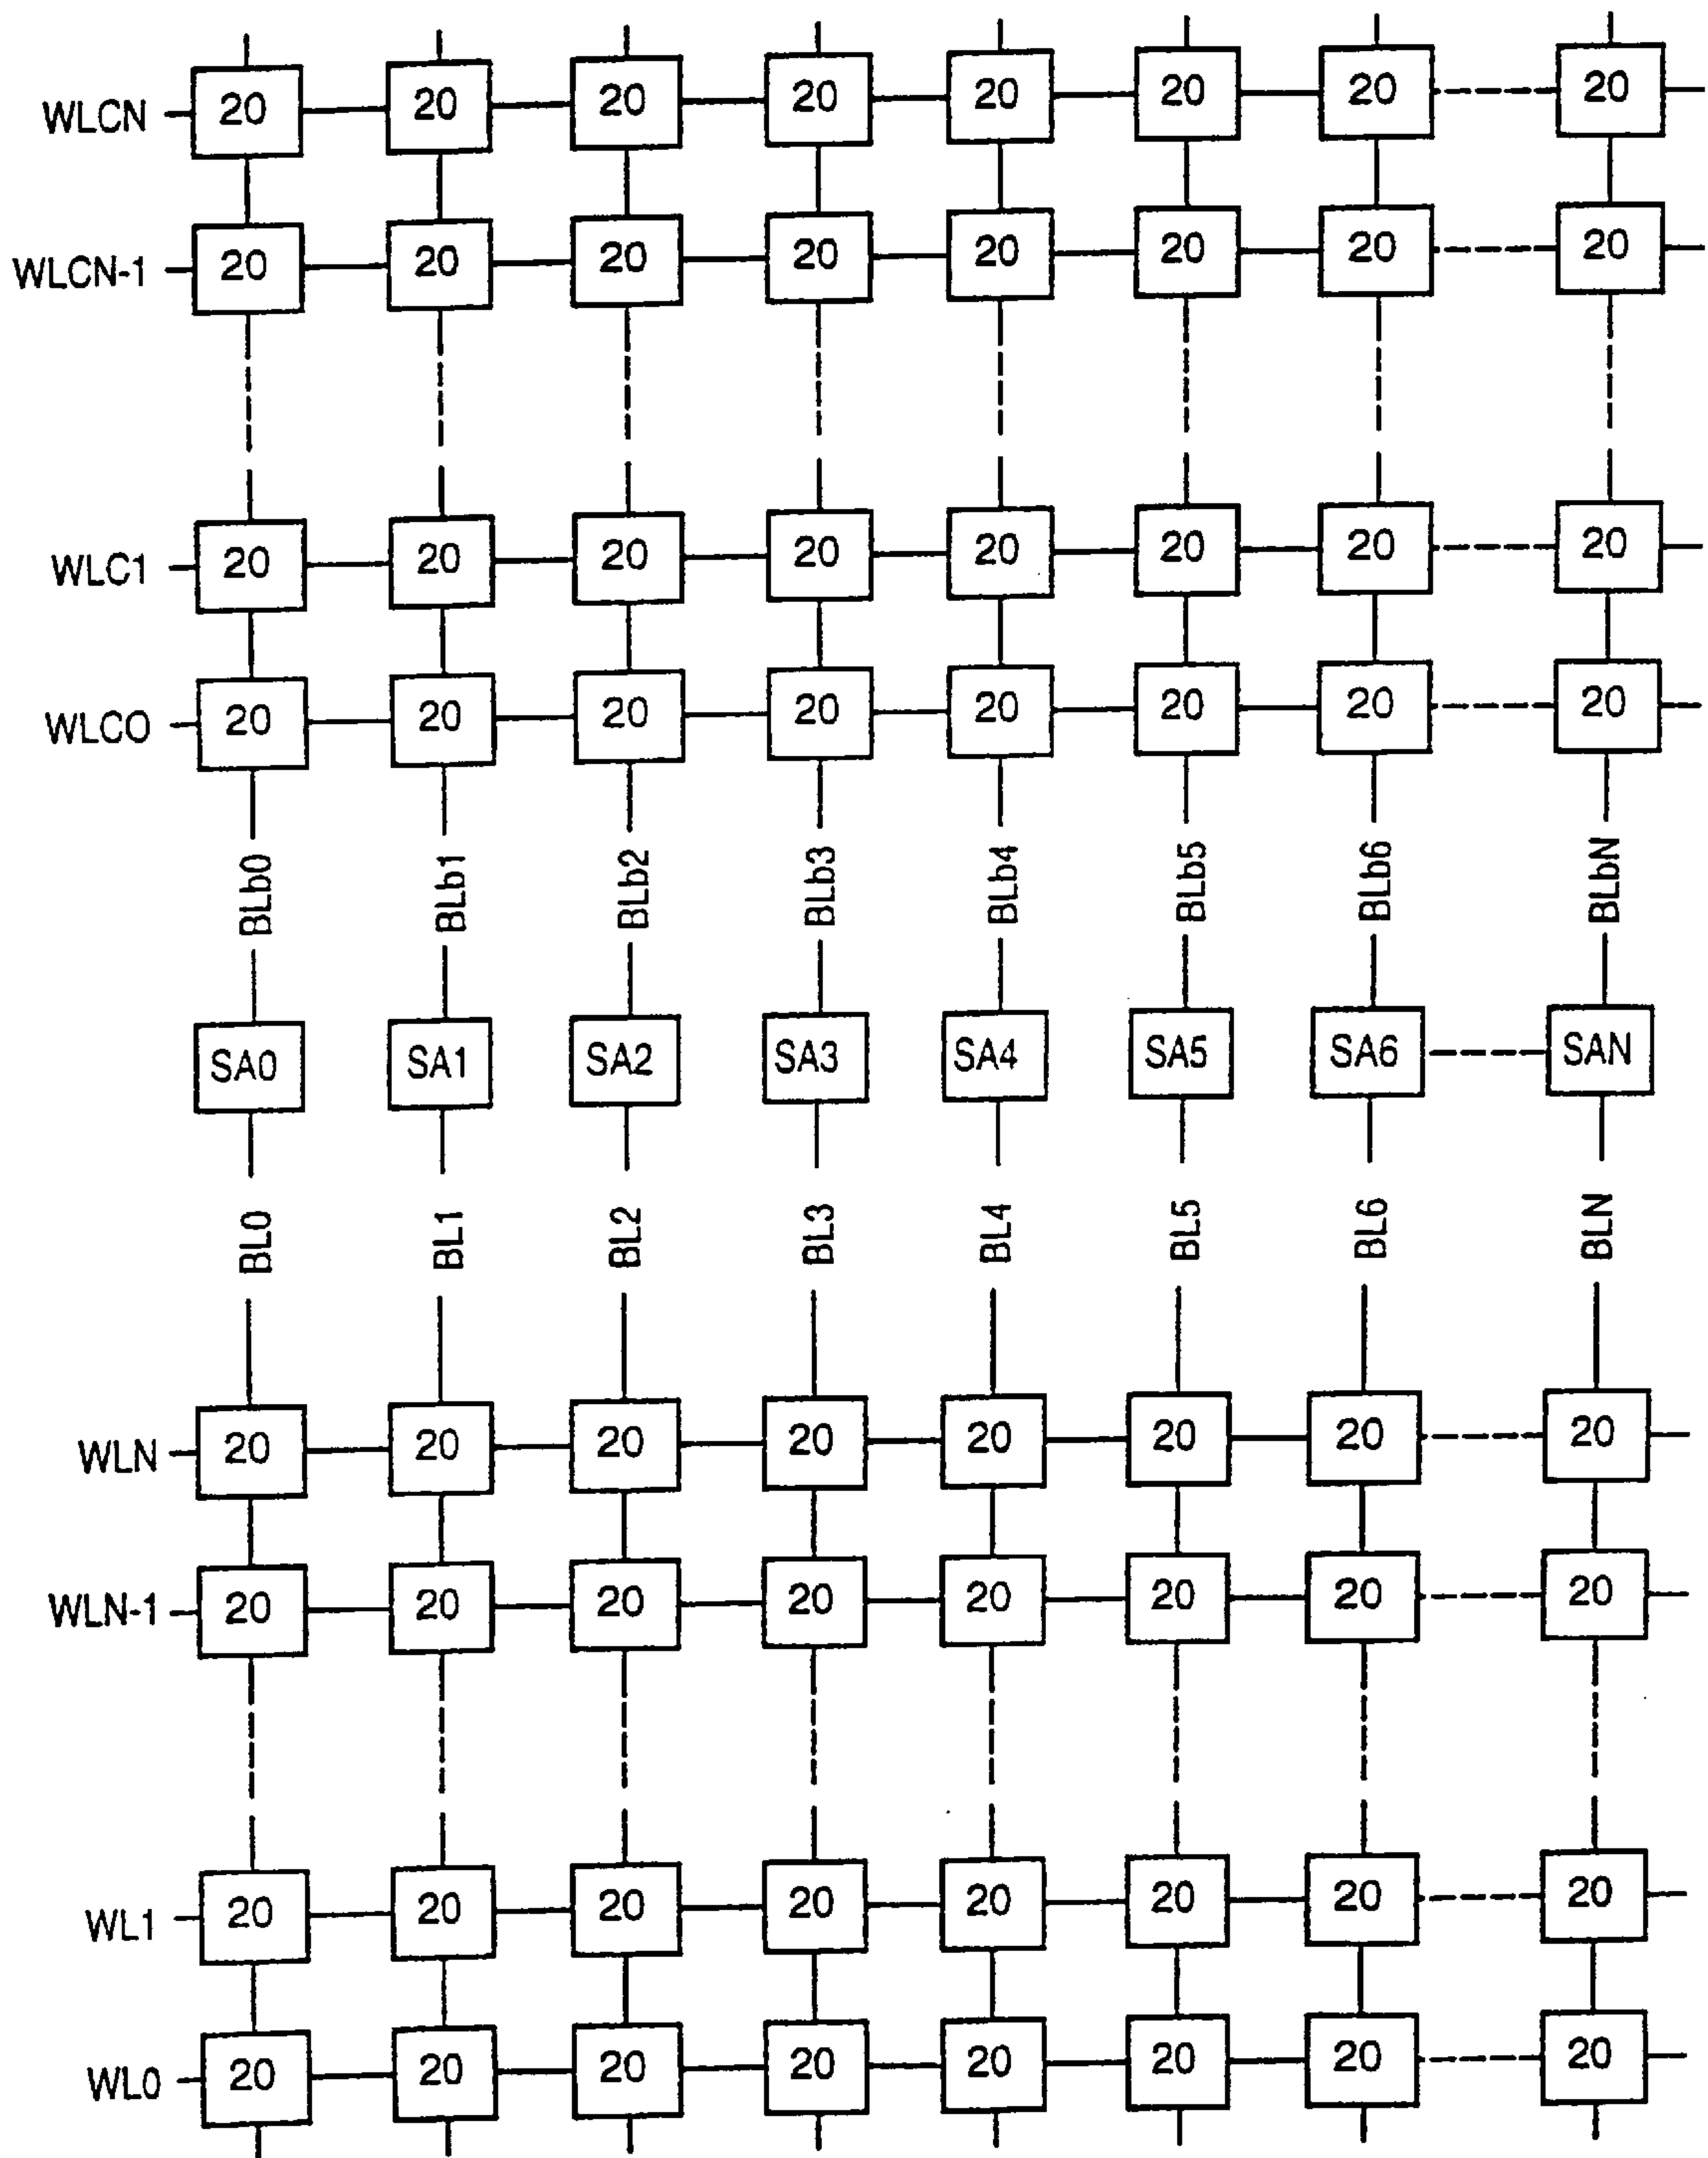 WLCN 20 20 20 20 20 20 20 20
WLCN-1 20 20 20 20 20 20 20 20
WLC1 20 20 20 20 20 20 20 20
WLCO 20 20 20 20 20 20 20 20
BLb0 BLb1 BLb2 BLb3 BLb4 BLb5 BLb6 BLbN
SA0 SA1 SA2 SA3 SA4 SA5 SA6 SAN
BL0 BL1 BL2 BL3 BL4 BL5 BL6 BLN
WLN 20 20 20 20 20 20 20 20
WLN-1 20 20 20 20 20 20 20 20
WL1 20 20 20 20 20 20 20 20
WL0 20 20 20 20 20 20 20 20